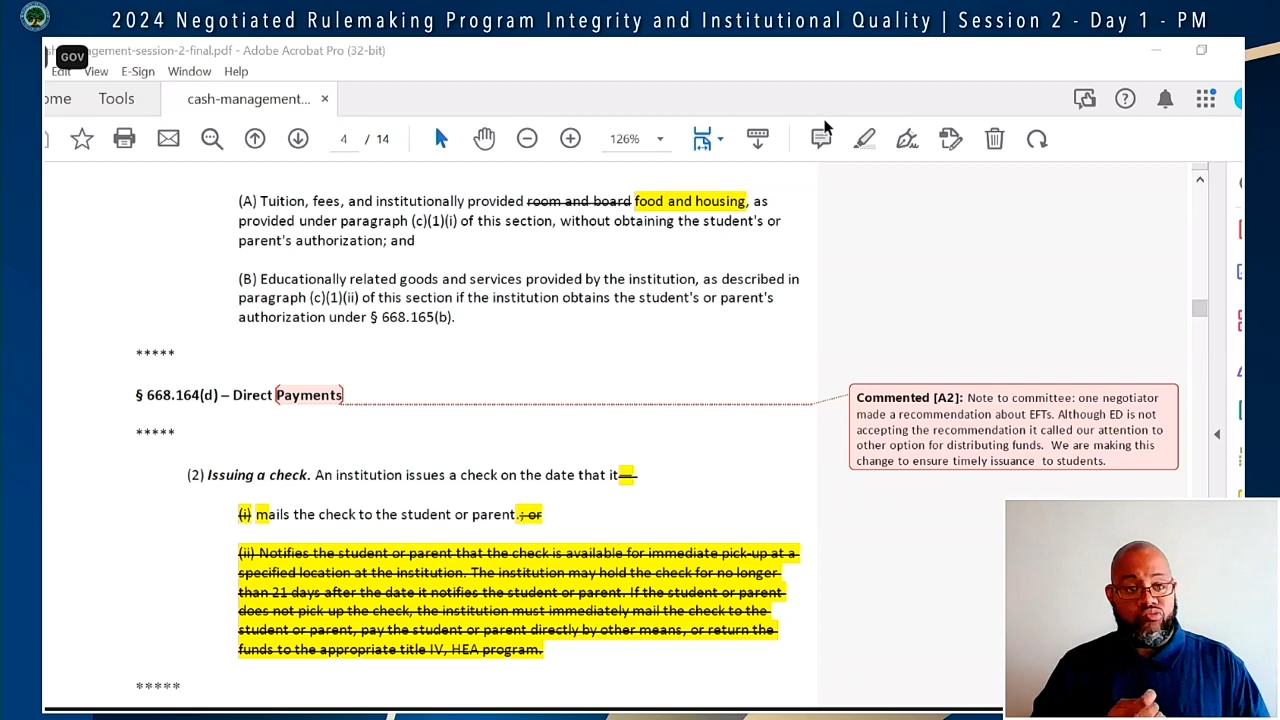 2024 Negotiated Rulemaking Program Integrity and Institutional Quality | Session 2 - Day 1 - PM
GOV
agement-session-2-final.pdf - Adobe Acrobat Pro (32-bit)
Edit View E-Sign Window Help
ome Tools cash-management... ×
4 / 14 126%
(A) Tuition, fees, and institutionally provided room and board food and housing, as
provided under paragraph (c)(1)(i) of this section, without obtaining the student's or
parent's authorization; and
(B) Educationally related goods and services provided by the institution, as described in
paragraph (c)(1)(ii) of this section if the institution obtains the student's or parent's
authorization under § 668.165(b).
*****
§ 668.164(d) – Direct Payments
Commented [A2]: Note to committee: one negotiator
made a recommendation about EFTs. Although ED is not
accepting the recommendation it called our attention to
other option for distributing funds. We are making this
change to ensure timely issuance to students.
*****
(2) Issuing a check. An institution issues a check on the date that it—
(i) mails the check to the student or parent.; or
(ii) Notifies the student or parent that the check is available for immediate pick-up at a
specified location at the institution. The institution may hold the check for no longer
than 21 days after the date it notifies the student or parent. If the student or parent
does not pick up the check, the institution must immediately mail the check to the
student or parent, pay the student or parent directly by other means, or return the
funds to the appropriate title IV, HEA program.
*****